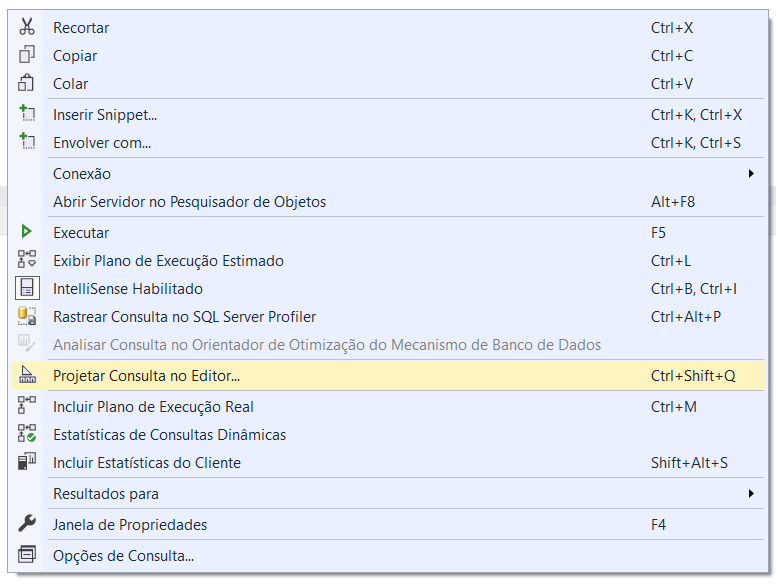 Recortar Ctrl+X
Copiar Ctrl+C
Colar Ctrl+V
Inserir Snippet... Ctrl+K, Ctrl+X
Envolver com... Ctrl+K, Ctrl+S
Conexão
Abrir Servidor no Pesquisador de Objetos Alt+F8
Executar F5
Exibir Plano de Execução Estimado Ctrl+L
IntelliSense Habilitado Ctrl+B, Ctrl+I
Rastrear Consulta no SQL Server Profiler Ctrl+Alt+P
Analisar Consulta no Orientador de Otimização do Mecanismo de Banco de Dados
Projetar Consulta no Editor... Ctrl+Shift+Q
Incluir Plano de Execução Real Ctrl+M
Estatísticas de Consultas Dinâmicas
Incluir Estatísticas do Cliente Shift+Alt+S
Resultados para
Janela de Propriedades F4
Opções de Consulta...